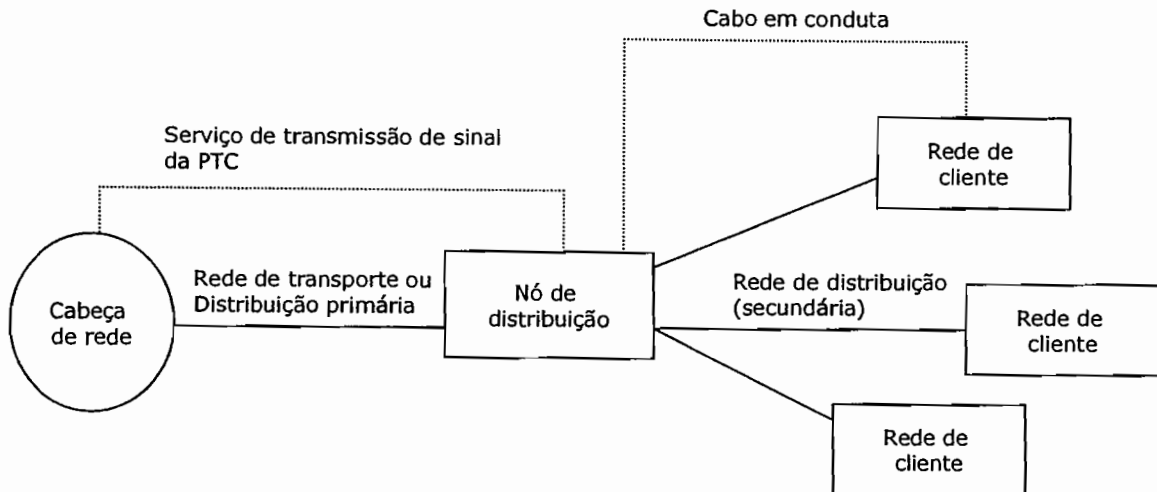 Cabo em conduta
Serviço de transmissão de sinal
da PTC
Rede de
cliente
Rede de transporte ou
Distribuição primária
Nó de
distribuição
Rede de distribuição
(secundária)
Cabeça
de rede
Rede de
cliente
Rede de
cliente